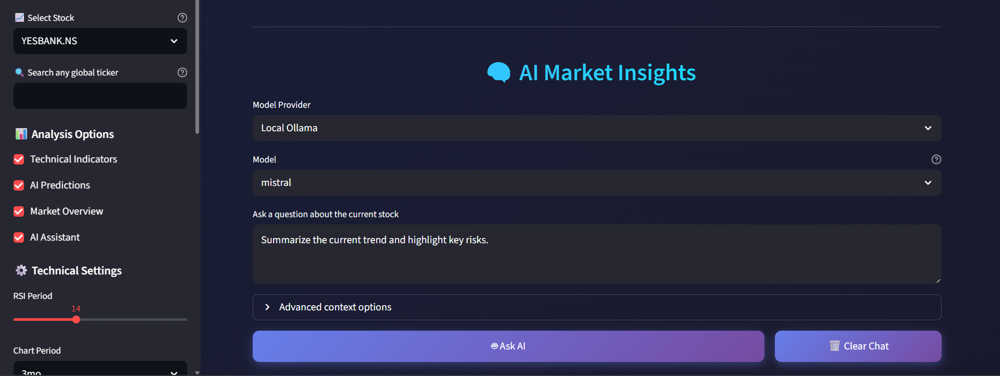 Select Stock
YESBANK.NS
Search any global ticker
Analysis Options
Technical Indicators
AI Predictions
Market Overview
AI Assistant
Technical Settings
RSI Period
14
Chart Period
3mo
AI Market Insights
Model Provider
Local Ollama
Model
mistral
Ask a question about the current stock
Summarize the current trend and highlight key risks.
Advanced context options
Ask AI
Clear Chat